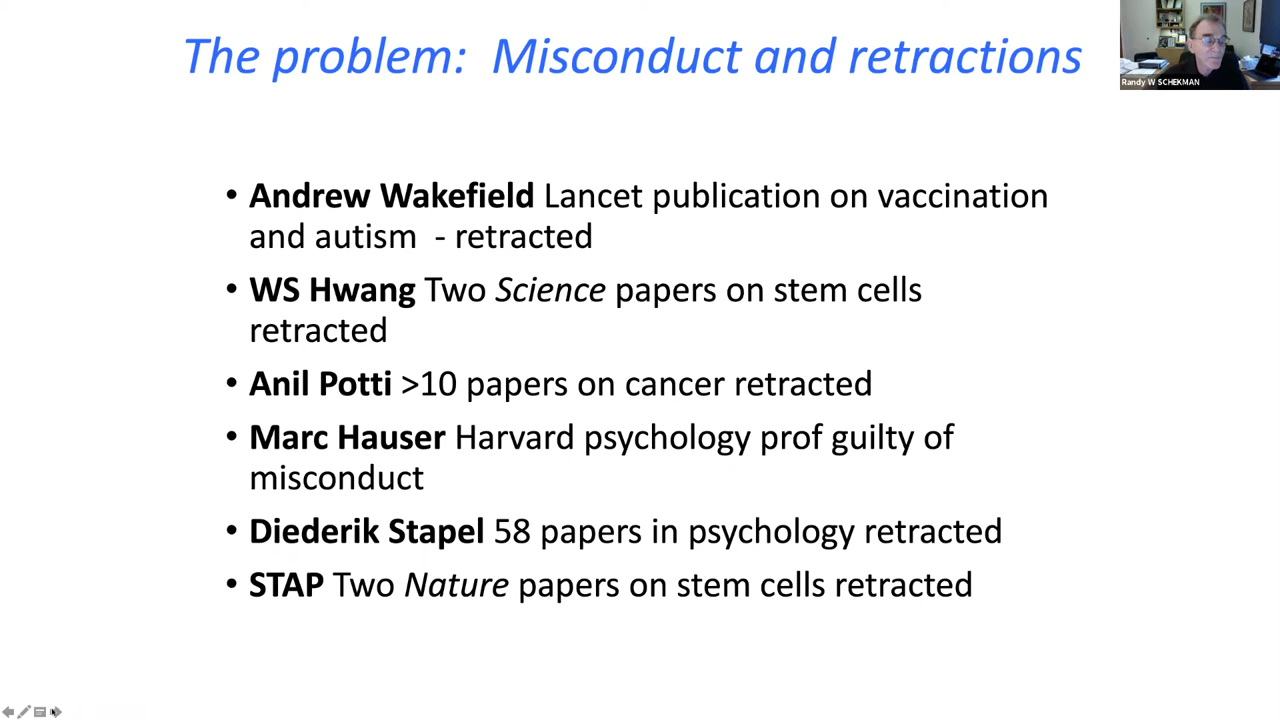 The problem: Misconduct and retractions
Randy W SCHEKMAN
• Andrew Wakefield Lancet publication on vaccination
and autism - retracted
• WS Hwang Two Science papers on stem cells
retracted
• Anil Potti >10 papers on cancer retracted
• Marc Hauser Harvard psychology prof guilty of
misconduct
• Diederik Stapel 58 papers in psychology retracted
• STAP Two Nature papers on stem cells retracted